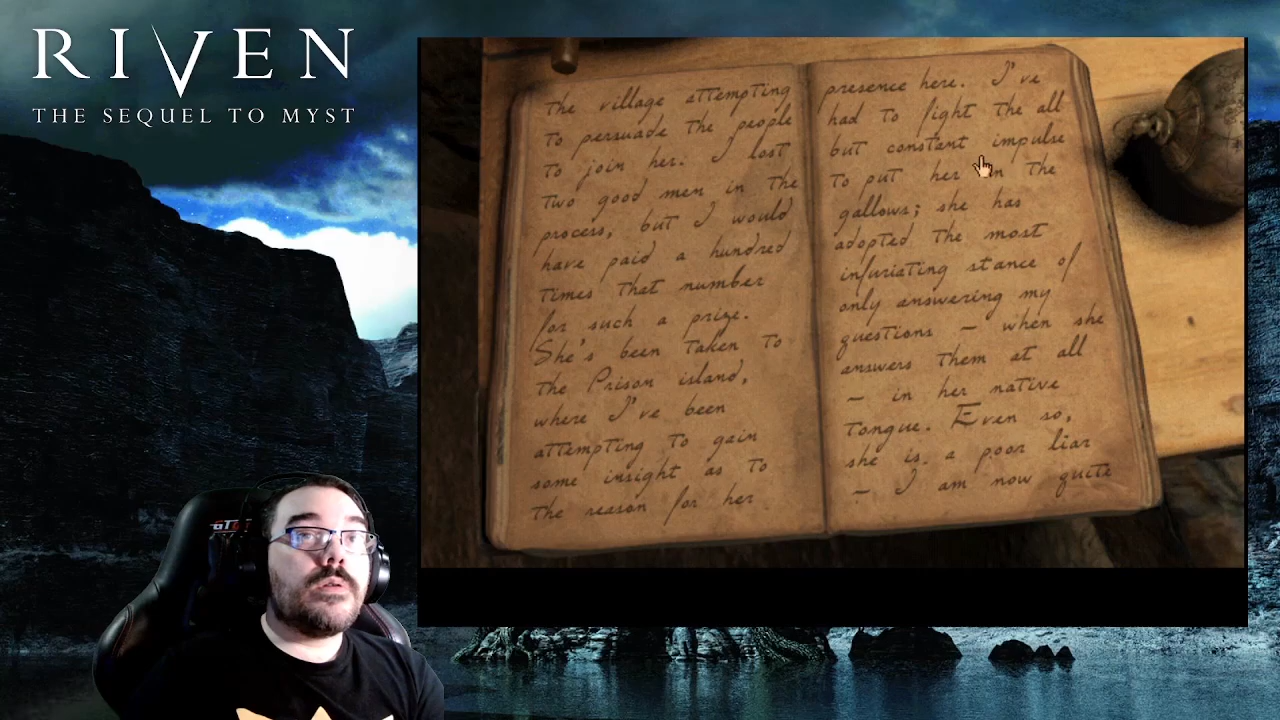 RIVEN
THE SEQUEL TO MYST
the village attempting
to persuade the people
to join her. I lost
two good men in the
process, but I would
have paid a hundred
times that number
for such a prize.
She's been taken to
the Prison island,
where I've been
attempting to gain
some insight as to
the reason for her
presence here. I've
had to fight the all
but constant impulse
to put her in the
gallows; she has
adopted the most
infuriating stance of
only answering my
questions – when she
answers them at all
– in her native
tongue. Even so,
she is a poor liar
– I am now quite